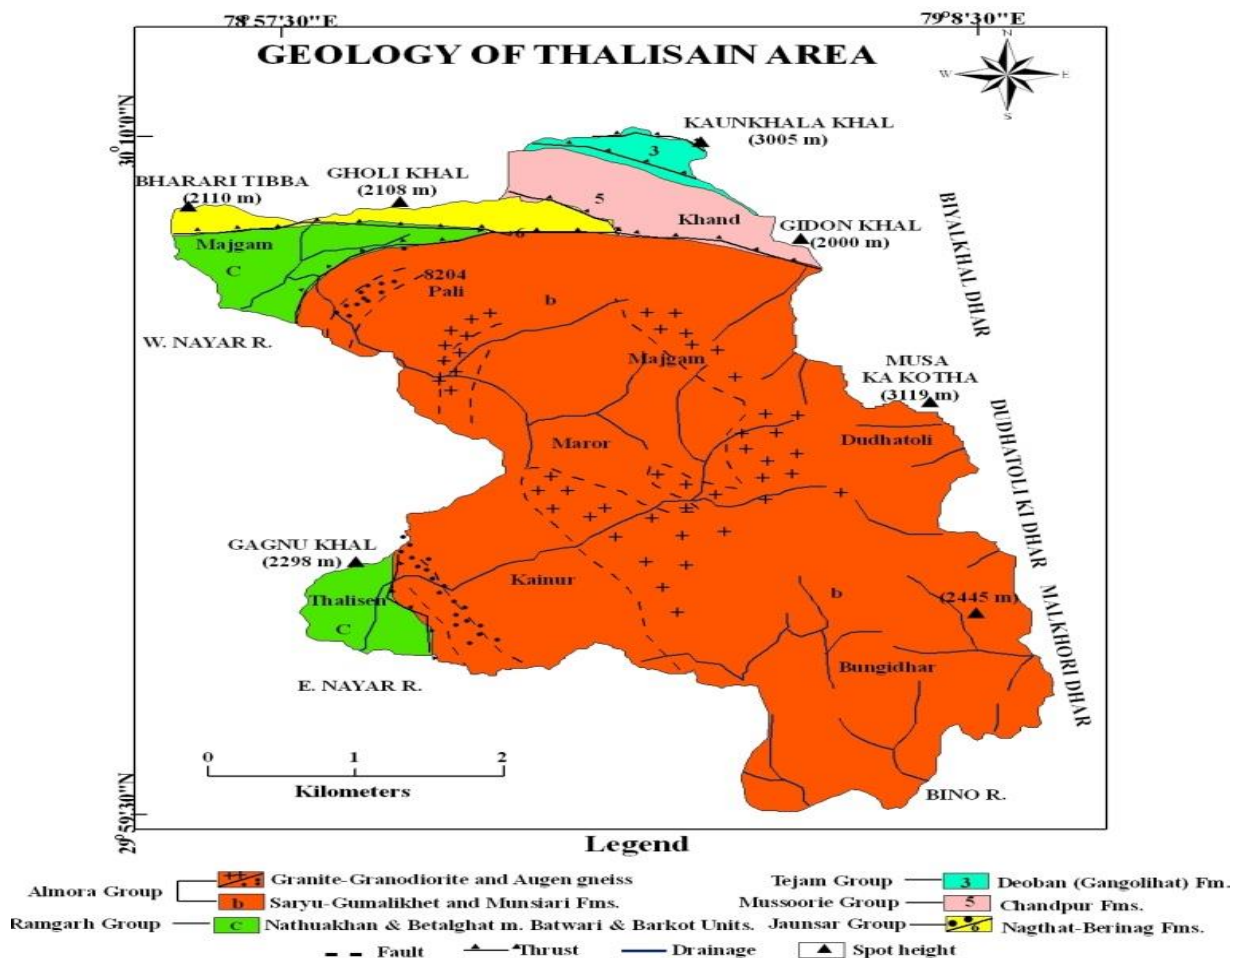 78°57'30"E
79°8'30"E
GEOLOGY OF THALISAIN AREA
N
W E
S
30°10'0"N
KAUNKHALA KHAL
(3005 m)
3
BHARARI TIBBA
(2110 m)
GHOLI KHAL
(2108 m)
5
Khand
GIDON KHAL
(2000 m)
BIYALKHAL DHAR
Majgam
C
6
8204
Pali
b
W. NAYAR R.
Majgam
MUSA
KA KOTHA
(3119 m)
DUDHATOLI KI DHAR
Maror
Dudhatoli
GAGNU KHAL
(2298 m)
Kainur
Thalisen
C
b
(2445 m)
MALKHORI DHAR
Bungidhar
E. NAYAR R.
0 1 2
Kilometers
BINO R.
29°59'30"N
Legend
Almora Group
Granite-Granodiorite and Augen gneiss
b Saryu-Gumalikhet and Munsiari Fms.
Ramgarh Group C Nathuakhan & Betalghat m. Batwari & Barkot Units.
Tejam Group 3 Deoban (Gangolihat) Fm.
Mussoorie Group 5 Chandpur Fms.
Jaunsar Group 6 Nagthat-Berinag Fms.
Fault Thrust Drainage Spot height